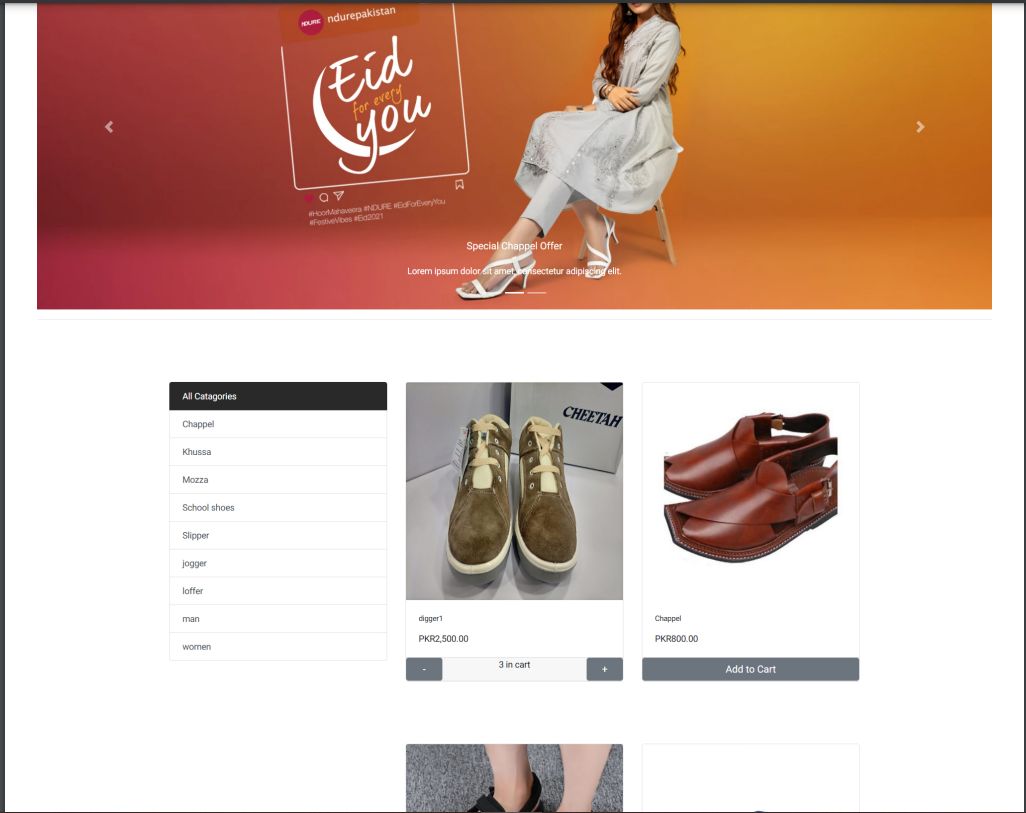 NDURE
ndurepakistan
Eid
for every
you
#HoorMahaveera #NDURE #EidForEveryYou
#FestiveVibes #Eid2021
Special Chappel Offer
Lorem ipsum dolor sit amet, consectetur adipiscing elit.
All Catagories
Chappel
Khussa
Mozza
School shoes
Slipper
jogger
loffer
man
women
CHEETAH
digger1
PKR2,500.00
-
3 in cart
+
Chappel
PKR800.00
Add to Cart